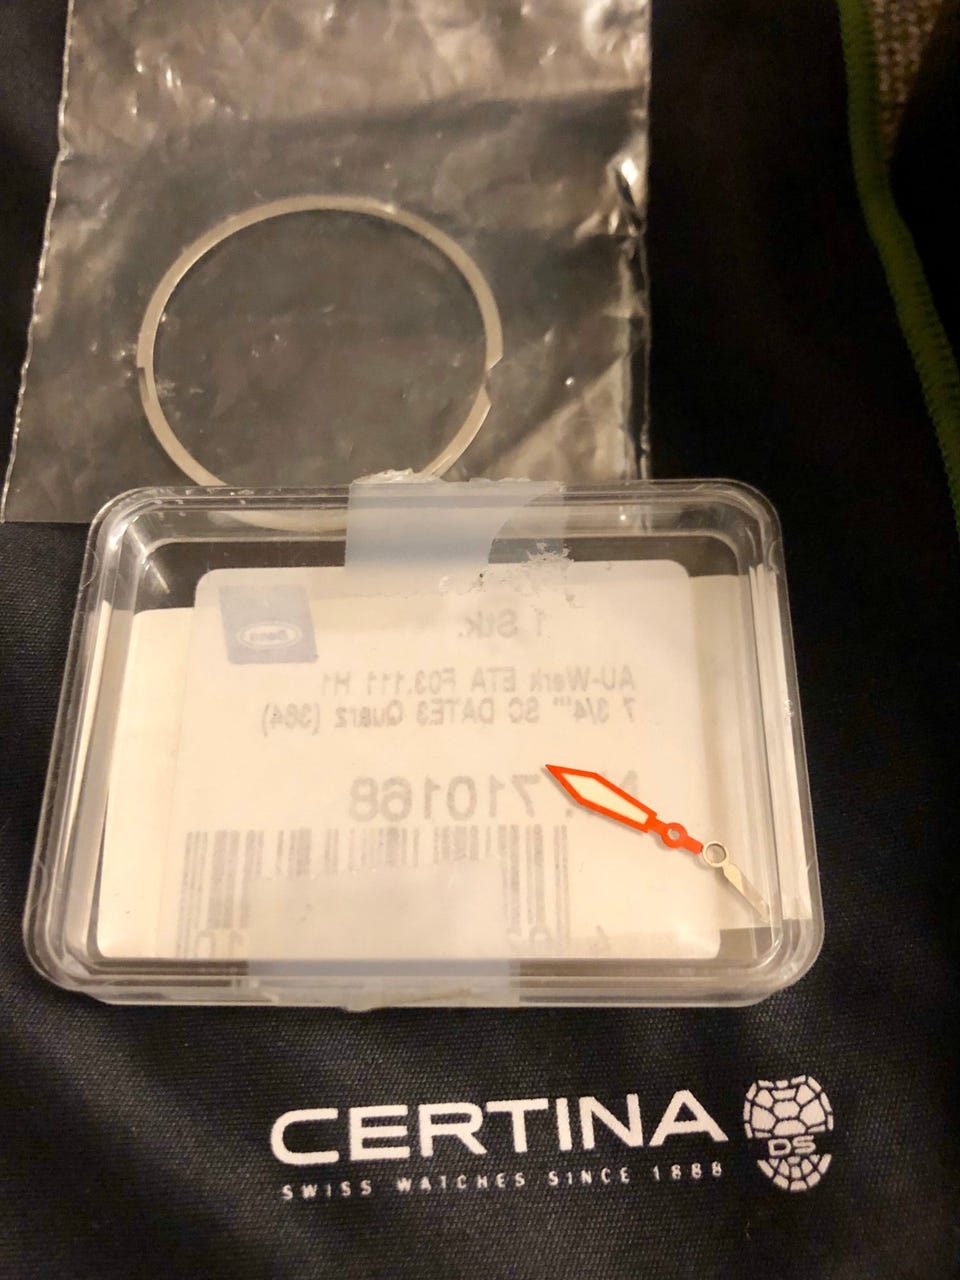 1 Stk.
AU-Werk ETA F03.111 H1
7 3/4''' SC DATE3 Quarz (364)
710168
CERTINA
DS
SWISS WATCHES SINCE 1888